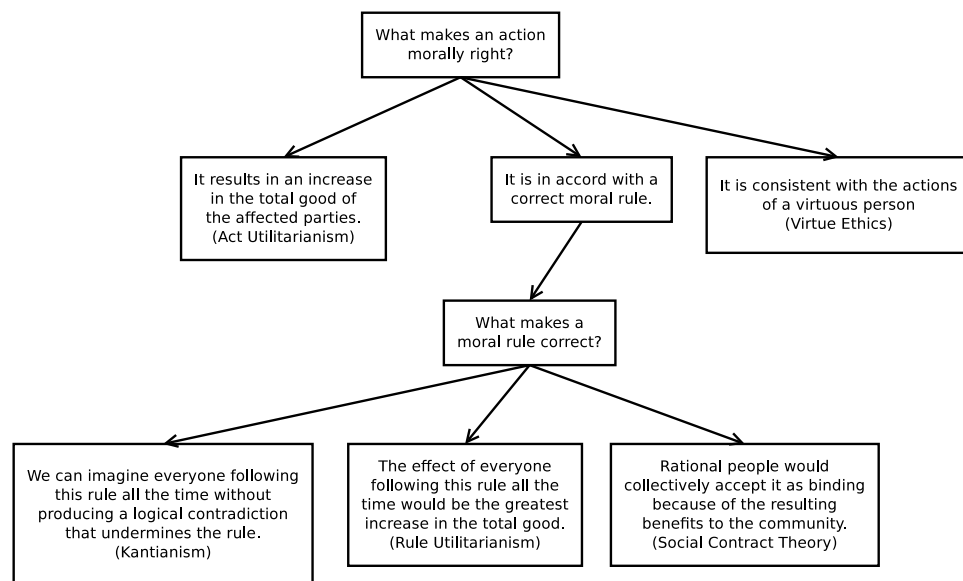 What makes an action
morally right?
It results in an increase
in the total good of
the affected parties.
(Act Utilitarianism)
It is in accord with a
correct moral rule.
It is consistent with the actions
of a virtuous person
(Virtue Ethics)
What makes a
moral rule correct?
We can imagine everyone following
this rule all the time without
producing a logical contradiction
that undermines the rule.
(Kantianism)
The effect of everyone
following this rule all the
time would be the greatest
increase in the total good.
(Rule Utilitarianism)
Rational people would
collectively accept it as binding
because of the resulting
benefits to the community.
(Social Contract Theory)